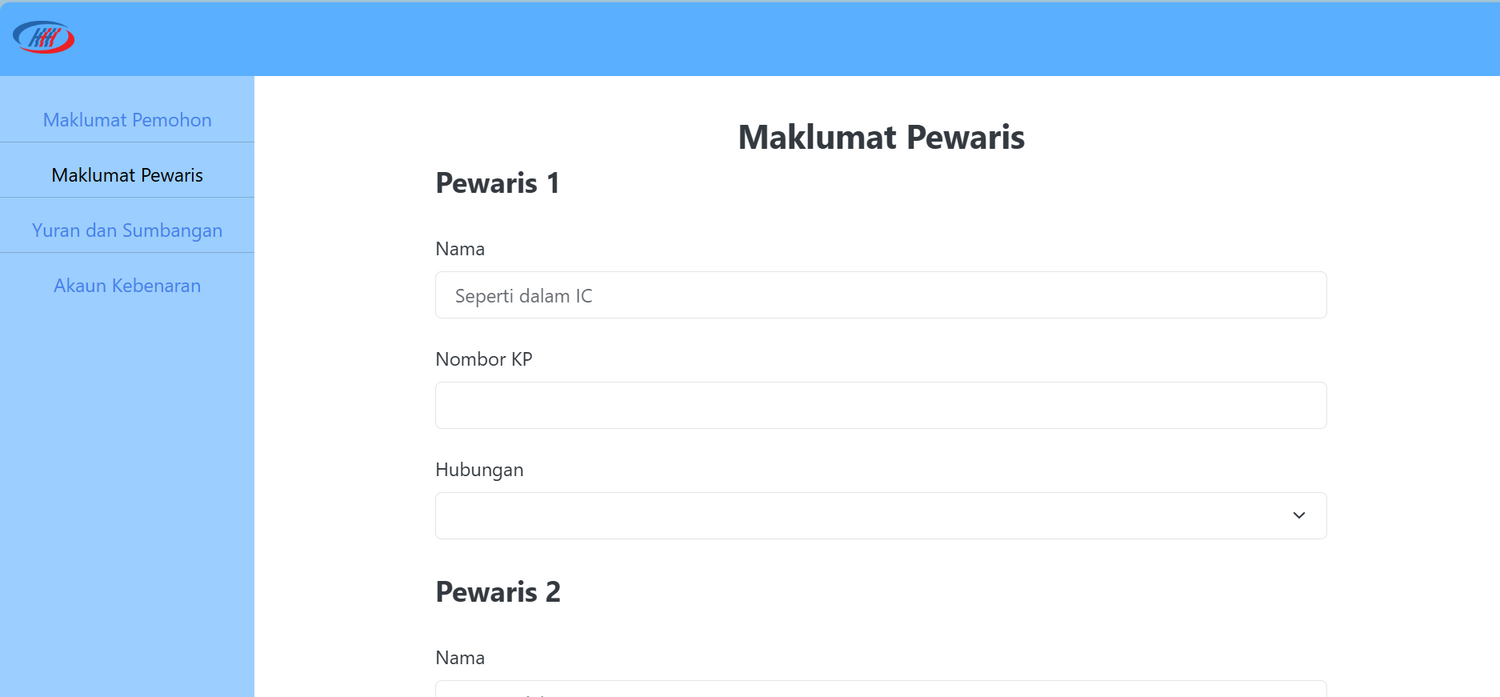 Maklumat Pemohon
Maklumat Pewaris
Yuran dan Sumbangan
Akaun Kebenaran
Maklumat Pewaris
Pewaris 1
Nama
Seperti dalam IC
Nombor KP
Hubungan
Pewaris 2
Nama